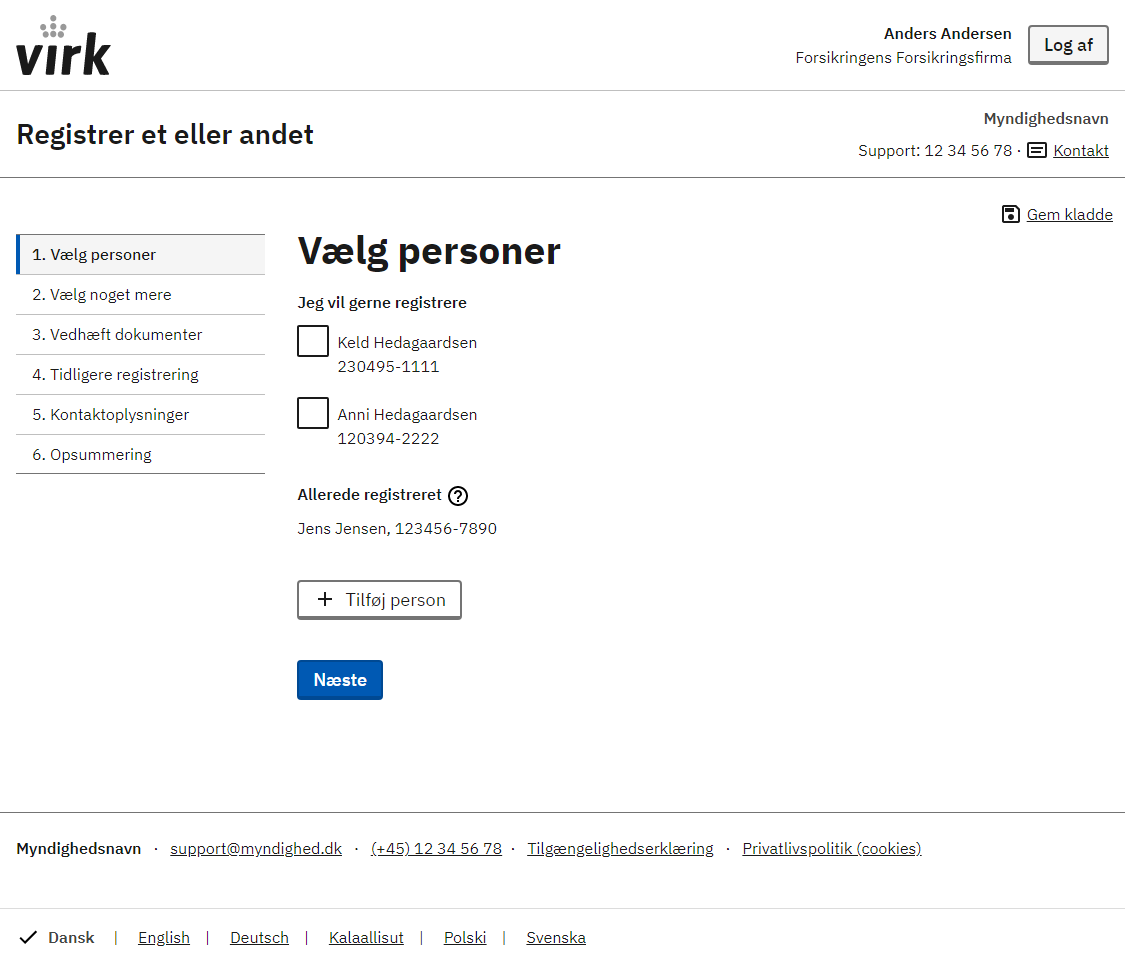 virk
Anders Andersen
Forsikringens Forsikringsfirma
Log af
Registrer et eller andet
Myndighedsnavn
Support: 12 34 56 78 · Kontakt
Gem kladde
1. Vælg personer
2. Vælg noget mere
3. Vedhæft dokumenter
4. Tidligere registrering
5. Kontaktoplysninger
6. Opsummering
Vælg personer
Jeg vil gerne registrere
Keld Hedagaardsen
230495-1111
Anni Hedagaardsen
120394-2222
Allerede registreret ?
Jens Jensen, 123456-7890
+ Tilføj person
Næste
Myndighedsnavn · support@myndighed.dk · (+45) 12 34 56 78 · Tilgængelighedserklæring · Privatlivspolitik (cookies)
Dansk | English | Deutsch | Kalaallisut | Polski | Svenska